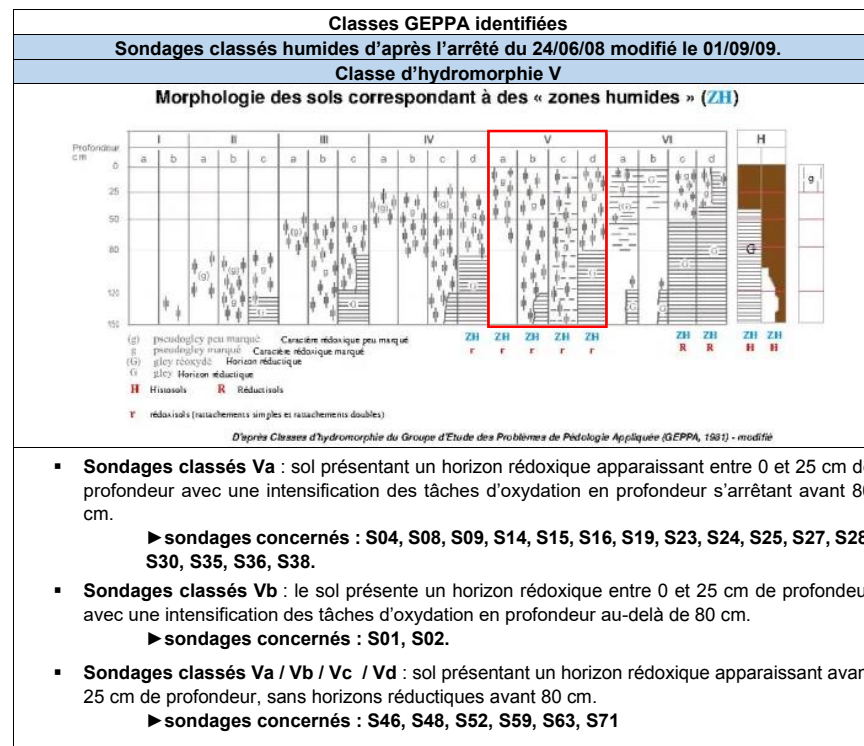 Classes GEPPA identifiées
Sondages classés humides d'après l'arrêté du 24/06/08 modifié le 01/09/09.
Classe d'hydromorphie V
Morphologie des sols correspondant à des « zones humides » (ZH)
I II III IV V VI H
Profondeur
cm
a b a b c a b c a b c d a b c d a b c d
0
25
50
80
120
150
(g) (g) g g (g) g g G (g) g (g) g G g g g G G (G) g G g G G G g
ZH ZH ZH ZH ZH ZH ZH ZH ZH
r r r r r R R H H
(g) pseudogley peu marqué Caractère rédoxique peu marqué
g pseudogley marqué Caractère rédoxique marqué
(G) gley réoxydé Horizon réductique
G gley Horizon réductique
H Histosols R Réductisols
r rédoxisols (rattachements simples et rattachements doubles)
D'après Classes d'hydromorphie du Groupe d'Etude des Problèmes de Pédologie Appliquée (GEPPA, 1981) - modifié
▪ Sondages classés Va : sol présentant un horizon rédoxique apparaissant entre 0 et 25 cm d
profondeur avec une intensification des tâches d'oxydation en profondeur s'arrêtant avant 8
cm.
►sondages concernés : S04, S08, S09, S14, S15, S16, S19, S23, S24, S25, S27, S28
S30, S35, S36, S38.
▪ Sondages classés Vb : le sol présente un horizon rédoxique entre 0 et 25 cm de profondeu
avec une intensification des tâches d'oxydation en profondeur au-delà de 80 cm.
►sondages concernés : S01, S02.
▪ Sondages classés Va / Vb / Vc / Vd : sol présentant un horizon rédoxique apparaissant avan
25 cm de profondeur, sans horizons réductiques avant 80 cm.
►sondages concernés : S46, S48, S52, S59, S63, S71